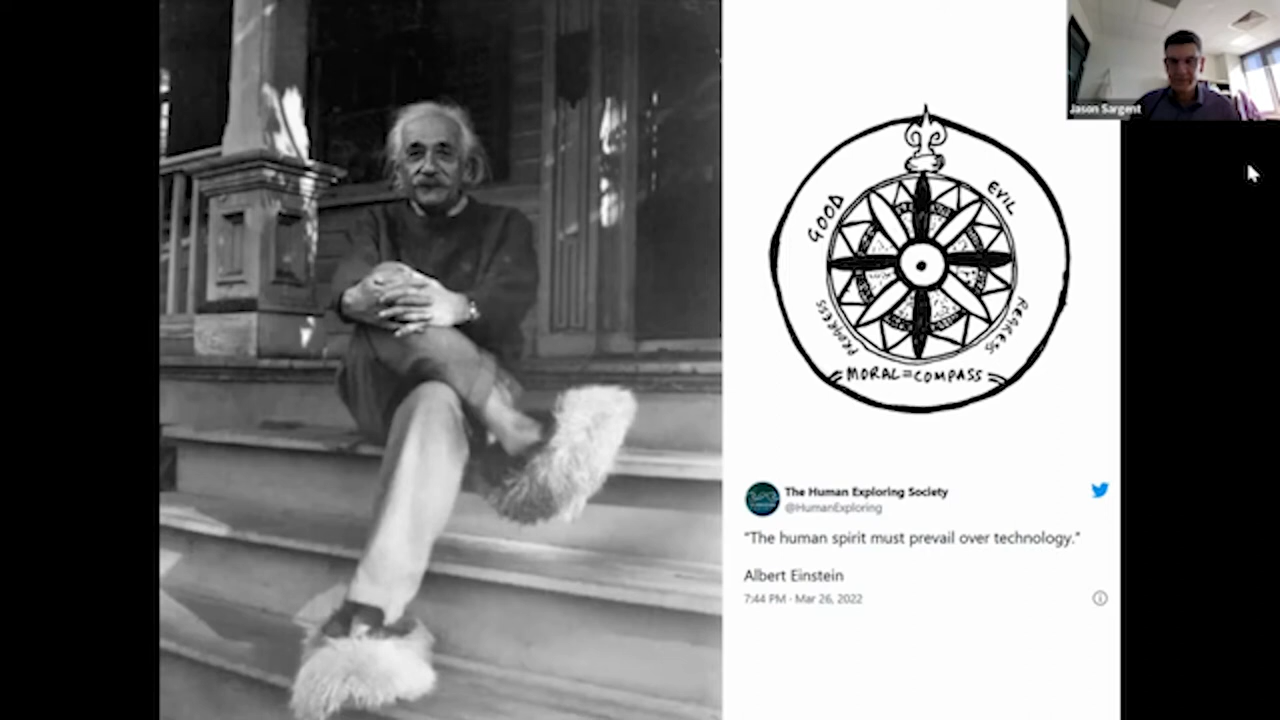 Jason Sargent
GOOD
EVIL
PROGRESS
REGRESS
MORAL=COMPASS
The Human Exploring Society
@HumanExploring
“The human spirit must prevail over technology.”
Albert Einstein
7:44 PM · Mar 26, 2022